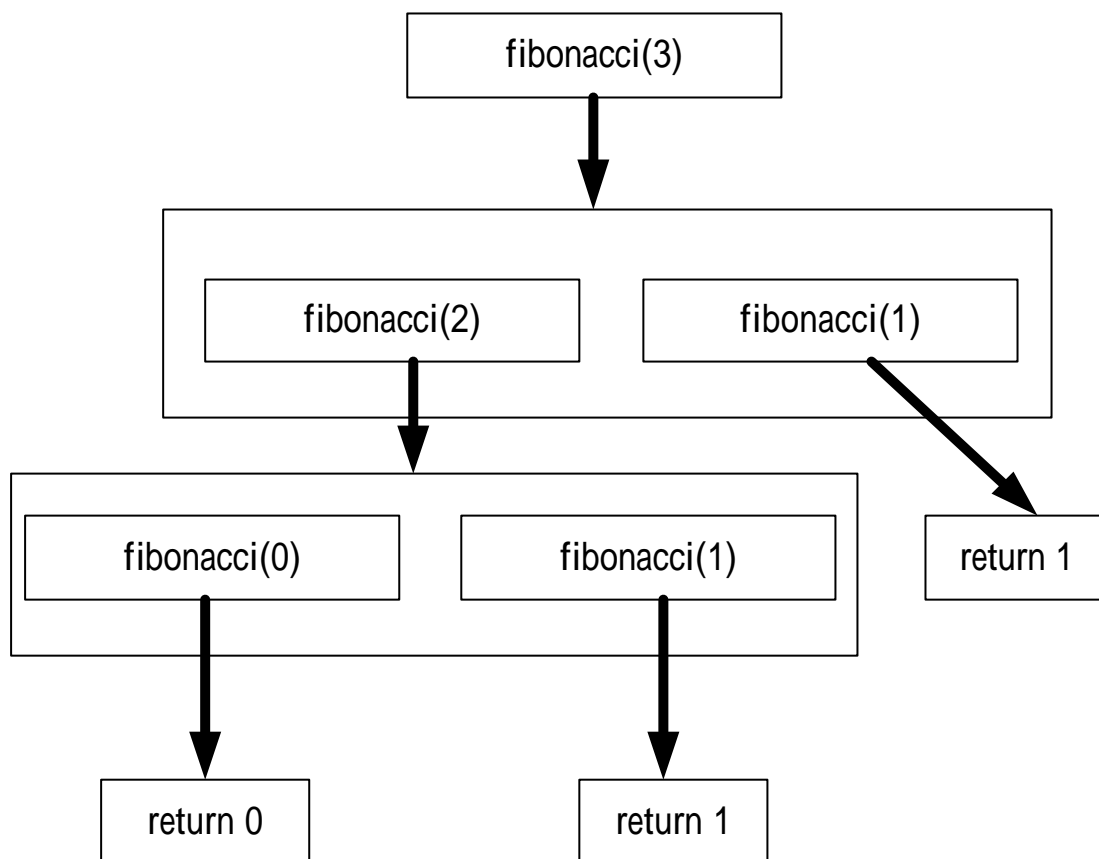 fibonacci(3)
fibonacci(2)
fibonacci(1)
fibonacci(0)
fibonacci(1)
return 1
return 0
return 1